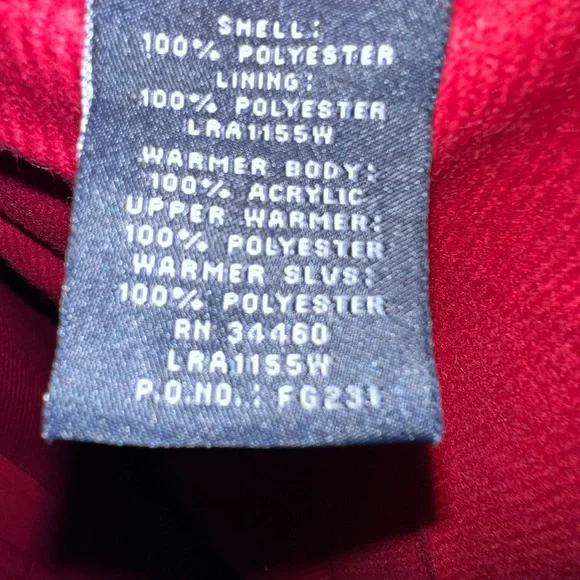 SHELL:
100% POLYESTER
LINING:
100% POLYESTER
LRA1155W
WARMER BODY:
100% ACRYLIC
UPPER WARMER:
100% POLYESTER
WARMER SLVS:
100% POLYESTER
RN 34460
LRA1155W
P.O.NO.: FG231